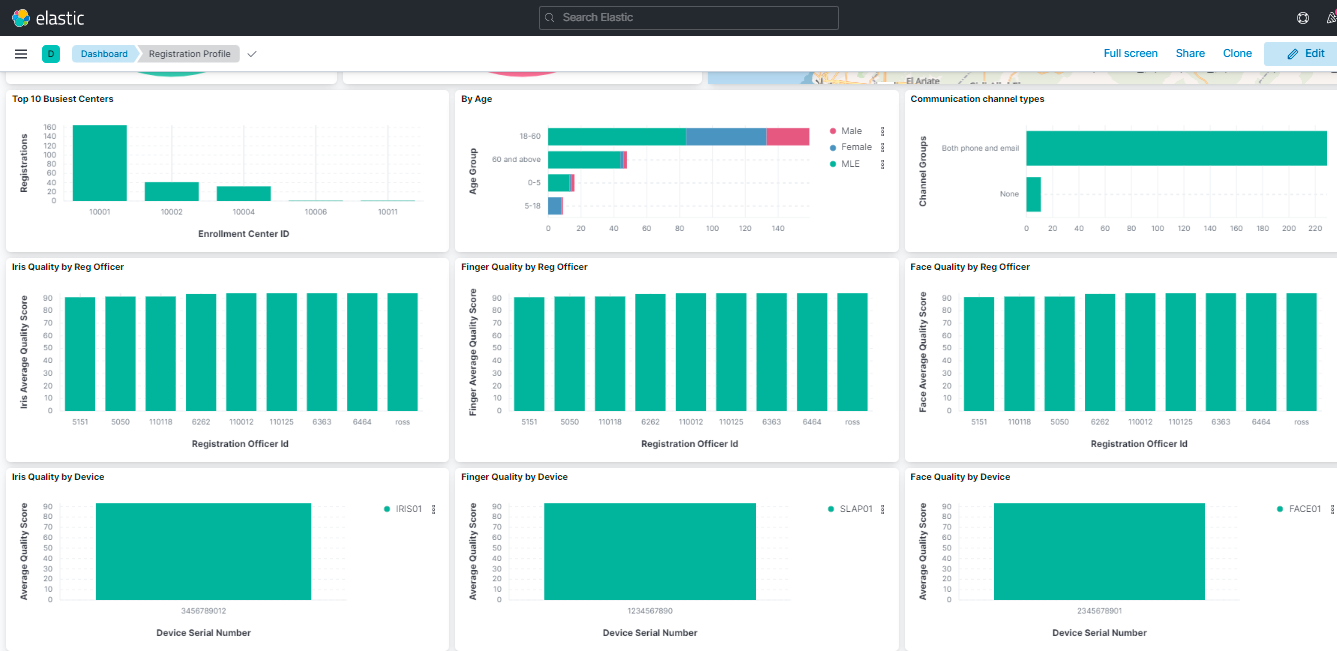 elastic
Search Elastic
D
Dashboard
Registration Profile
Full screen
Share
Clone
Edit
El Arjate
Top 10 Busiest Centers
Registrations
160
140
120
100
80
60
40
20
0
10001 10002 10004 10006 10011
Enrollment Center ID
By Age
Age Group
18-60
60 and above
0-5
5-18
0 20 40 60 80 100 120 140
Male
Female
MLE
Communication channel types
Channel Groups
Both phone and email
None
0 20 40 60 80 100 120 140 160 180 200 220
Iris Quality by Reg Officer
Iris Average Quality Score
90
80
70
60
50
40
30
20
10
0
5151 5050 110118 6262 110012 110125 6363 6464 ross
Registration Officer Id
Finger Quality by Reg Officer
Finger Average Quality Score
90
80
70
60
50
40
30
20
10
0
5151 5050 110118 6262 110012 110125 6363 6464 ross
Registration Officer Id
Face Quality by Reg Officer
Face Average Quality Score
90
80
70
60
50
40
30
20
10
0
5151 110118 5050 6262 110012 110125 6363 6464 ross
Registration Officer Id
Iris Quality by Device
Average Quality Score
90
80
70
60
50
40
30
20
10
0
3456789012
Device Serial Number
IRIS01
Finger Quality by Device
Average Quality Score
90
80
70
60
50
40
30
20
10
0
1234567890
Device Serial Number
SLAP01
Face Quality by Device
Average Quality Score
90
80
70
60
50
40
30
20
10
0
2345678901
Device Serial Number
FACE01